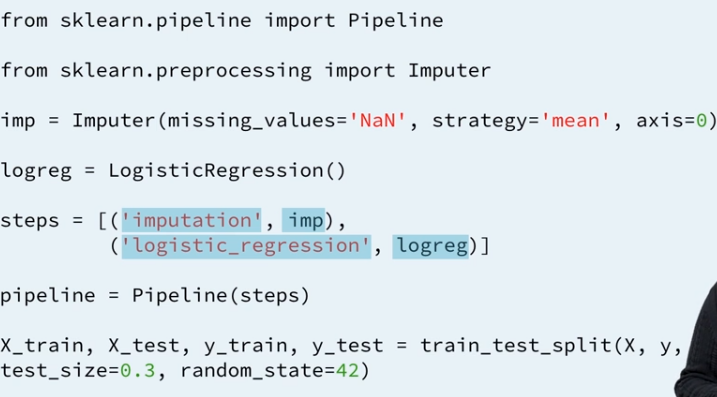 from sklearn.pipeline import Pipeline
from sklearn.preprocessing import Imputer
imp = Imputer(missing_values='NaN', strategy='mean', axis=0)
logreg = LogisticRegression()
steps = [('imputation', imp),
('logistic_regression', logreg)]
pipeline = Pipeline(steps)
X_train, X_test, y_train, y_test = train_test_split(X, y,
test_size=0.3, random_state=42)